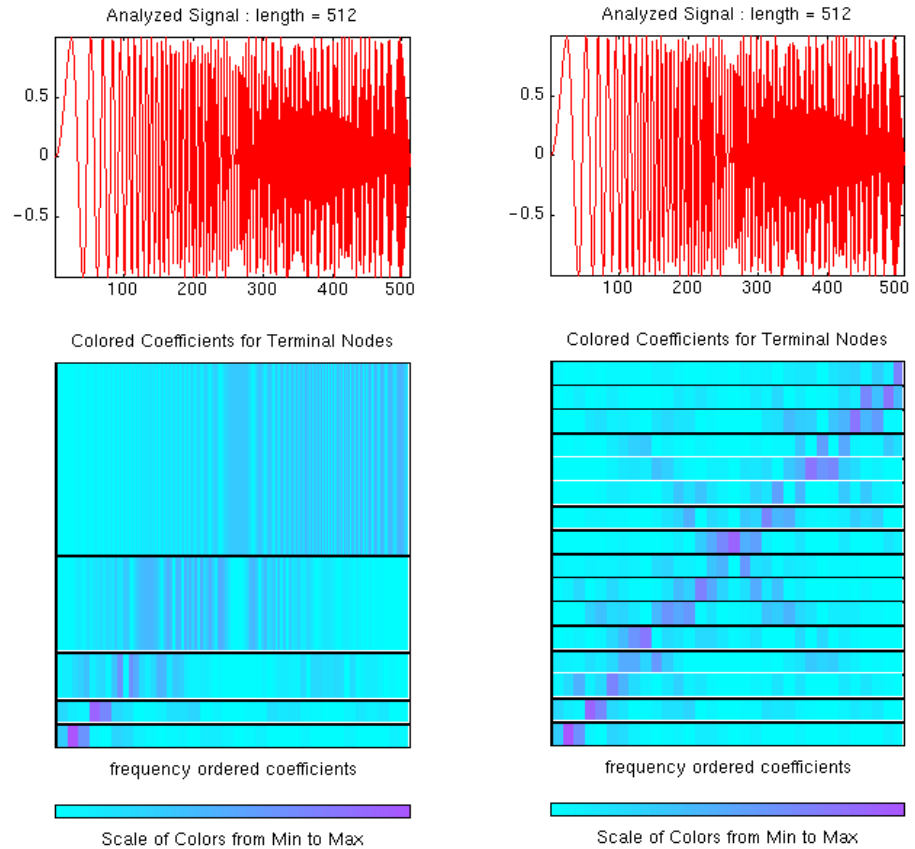 Analyzed Signal : length = 512
0.5
0
−0.5
100 200 300 400 500
Colored Coefficients for Terminal Nodes
frequency ordered coefficients
Scale of Colors from Min to Max
Analyzed Signal : length = 512
0.5
0
−0.5
100 200 300 400 500
Colored Coefficients for Terminal Nodes
frequency ordered coefficients
Scale of Colors from Min to Max